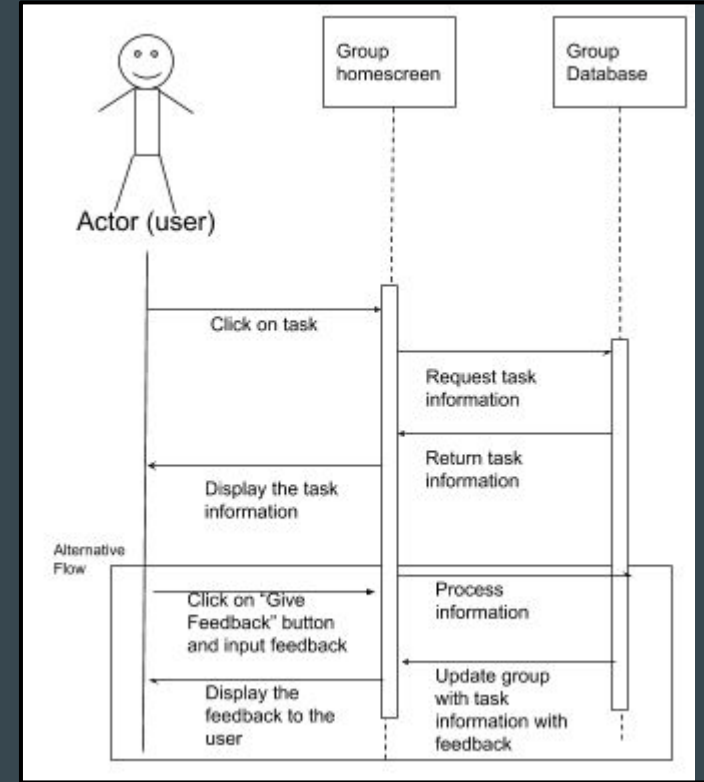 Group
homescreen
Group
Database
Actor (user)
Click on task
Request task
information
Return task
information
Display the task
information
Alternative
Flow
Click on “Give
Feedback” button
and input feedback
Process
information
Display the
feedback to the
user
Update group
with task
information with
feedback